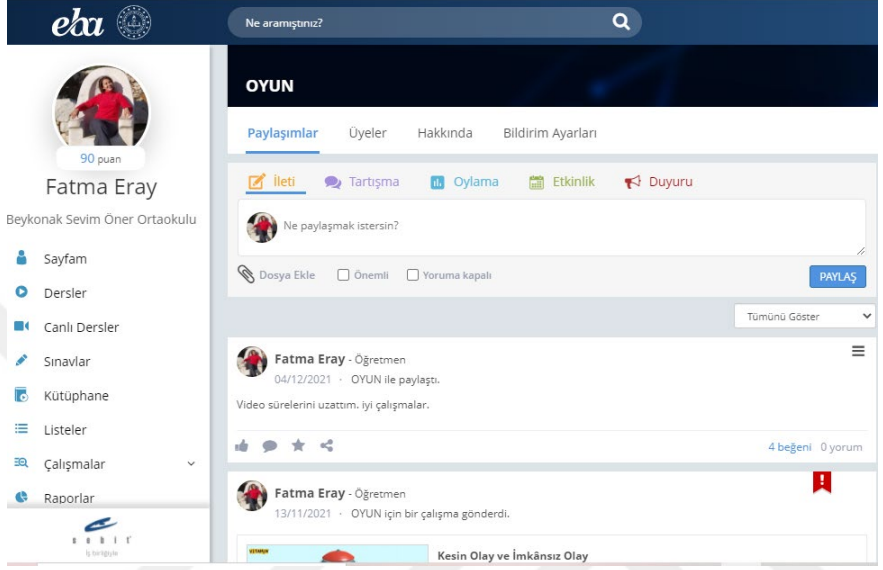 eba
Ne aramıştınız?
90 puan
Fatma Eray
Beykonak Sevim Öner Ortaokulu
Sayfam
Dersler
Canlı Dersler
Sınavlar
Kütüphane
Listeler
Çalışmalar
Raporlar
sebit
İş birliğiyle
OYUN
Paylaşımlar Üyeler Hakkında Bildirim Ayarları
İleti Tartışma Oylama Etkinlik Duyuru
Ne paylaşmak istersin?
Dosya Ekle Önemli Yoruma kapalı PAYLAŞ
Tümünü Göster
Fatma Eray - Öğretmen
04/12/2021 · OYUN ile paylaştı.
Video sürelerini uzattım. iyi çalışmalar.
4 beğeni 0 yorum
Fatma Eray - Öğretmen
13/11/2021 · OYUN için bir çalışma gönderdi.
Kesin Olay ve İmkânsız Olay